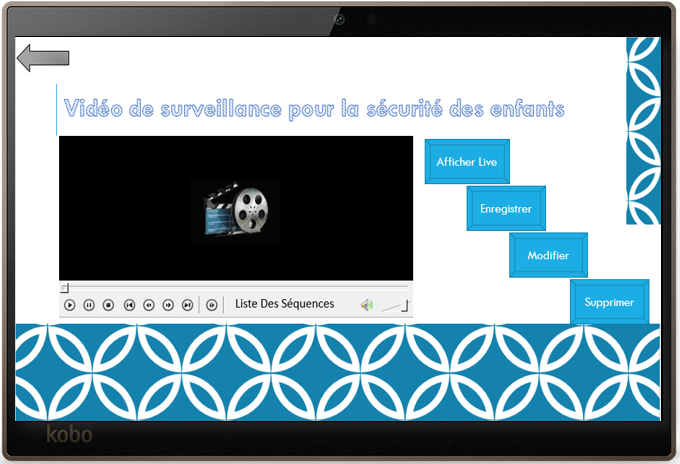 Vidéo de surveillance pour la sécurité des enfants
Afficher Live
Enregistrer
Modifier
Supprimer
Liste Des Séquences
kobo